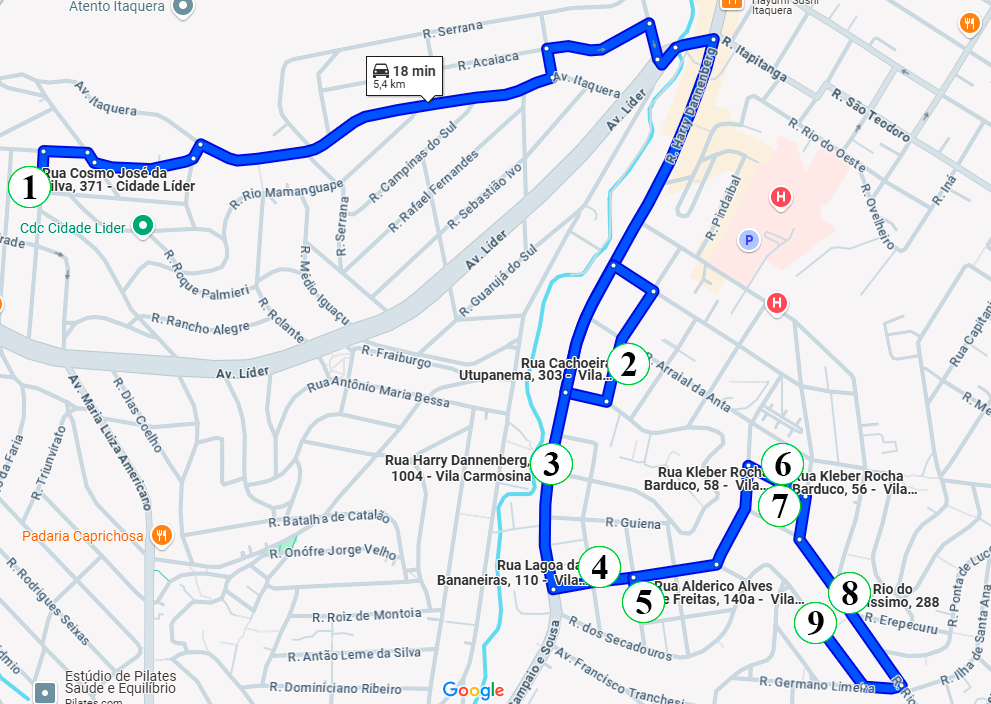 Atento Itaquera
Hayumi Sushi
Itaquera
R. Serrana
R. Acaiaca
R. Itapitanga
18 min
5,4 km
Av. Itaquera
Av. Itaquera
Av. Líder
R. Harry Dannenberg
R. São Teodoro
R. Rio do Oeste
R. Campinas do Sul
R. Rafael Fernandes
R. Sebastião Ivo
R. Pindaíbal
H
R. Ovelheiro
R. Iná
Rua Cosmo José da
Silva, 371 - Cidade Líder
1
R. Rio Mamanguape
R. Serrana
Cdc Cidade Lider
P
R. Roque Palmieri
R. Médio Iguaçu
Av. Líder
R. Guarujá do Sul
H
R. Rancho Alegre
R. Rolante
Rua Capitani
R. Fraiburgo
Av. Líder
Rua Cachoeira
Utupanema, 303 - Vila...
2
R. Arraial da Anta
Rua Antônio Maria Bessa
R. Dias Coelho
Av. Maria Luiza Americano
R. Triunvirato
Rua Harry Dannenberg,
1004 - Vila Carmosina
3
Rua Kleber Rocha
Barduco, 58 - Vila...
6
Rua Kleber Rocha
Barduco, 56 - Vila...
7
R. Batalha de Catalão
R. Guiena
Padaria Caprichosa
R. Onófre Jorge Velho
Rua Lagoa da
Bananeiras, 110 - Vila...
4
Rua Alderico Alves
de Freitas, 140a - Vila...
5
8
Rio do
288
9
R. Erepecuru
R. Rodrigues Seixas
R. Roiz de Montoia
R. dos Secadouros
R. Antão Leme da Silva
Av. Francisco Tranchesi
R. Germano Limeira
R. Ilha de Santa Ana
Estúdio de Pilates
Saúde e Equilíbrio
Pilates com
R. Dominiciano Ribeiro
Google